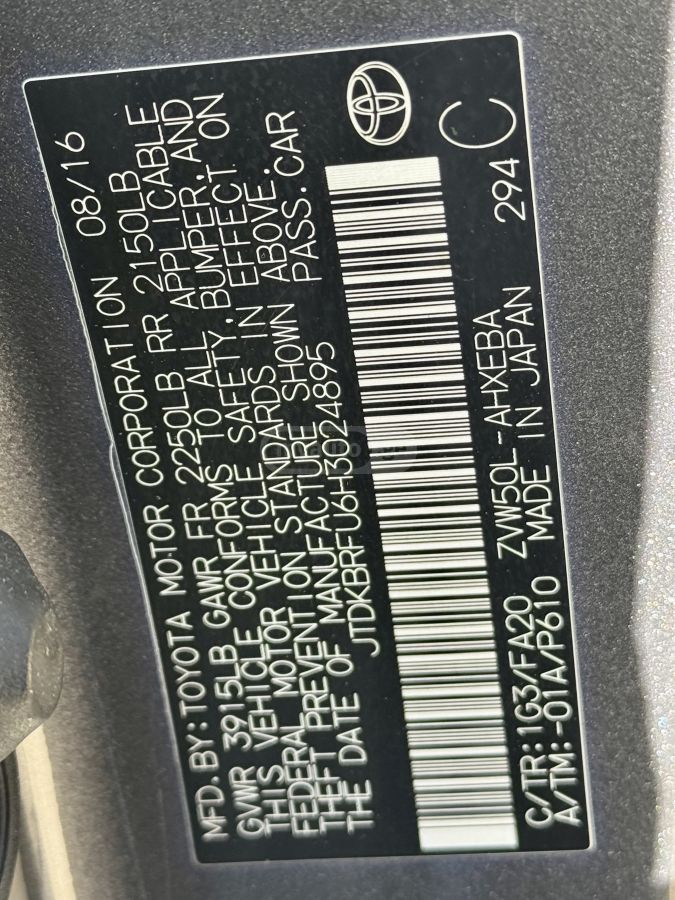 MFD. BY: TOYOTA MOTOR CORPORATION 08/16
GVWR 3915LB GAWR FR 2250LB RR 2150LB
THIS VEHICLE CONFORMS TO ALL APPLICABLE
FEDERAL MOTOR VEHICLE SAFETY, BUMPER, AND
THEFT PREVENTION STANDARDS IN EFFECT ON
THE DATE OF MANUFACTURE SHOWN ABOVE.
JTDKBRFU6H3024895 PASS. CAR
C/TR: 1G3/FA20 ZVW50L-AHXEBA 294 C
A/TM: -01A/P610 MADE IN JAPAN